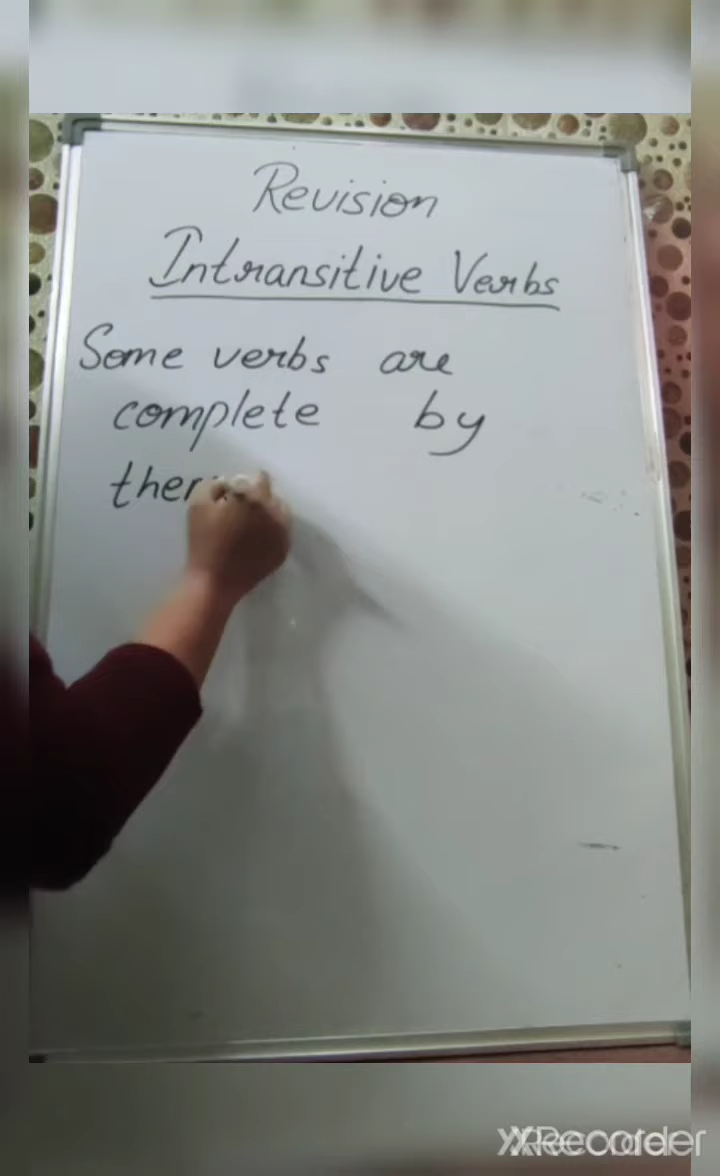 Revision
Intransitive Verbs
Some verbs are
complete by
XRecorder